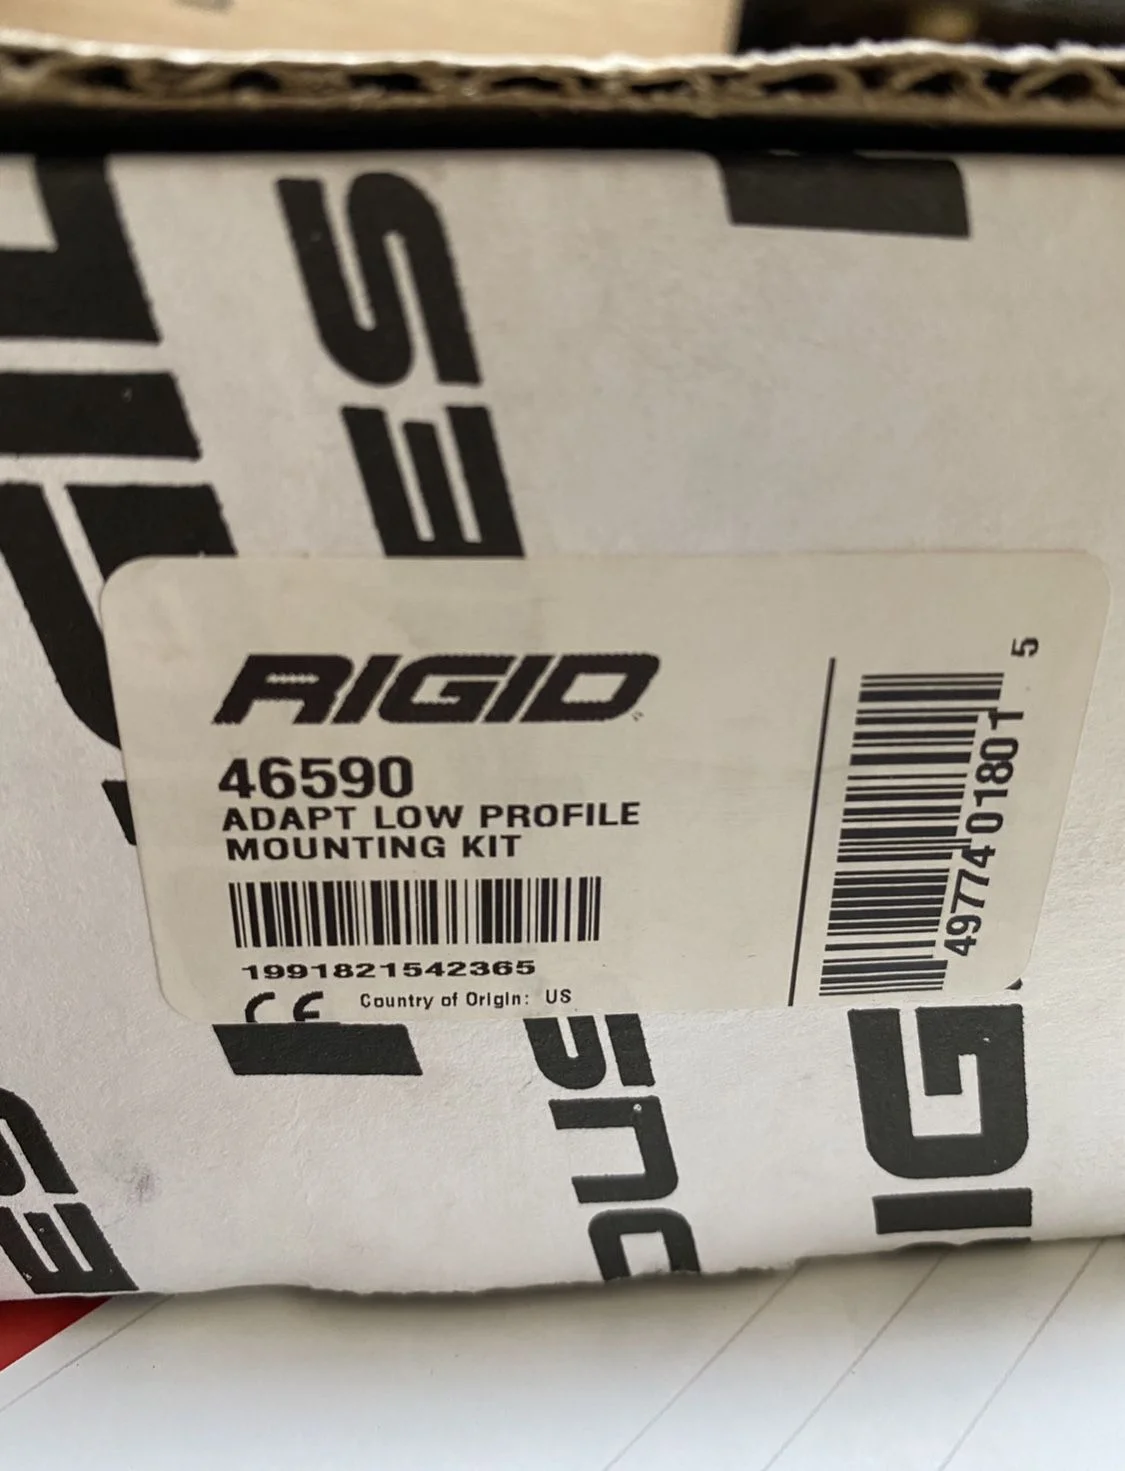 RIGID
46590
ADAPT LOW PROFILE
MOUNTING KIT
1991821542365
CE Country of Origin: US
49774 01801 5